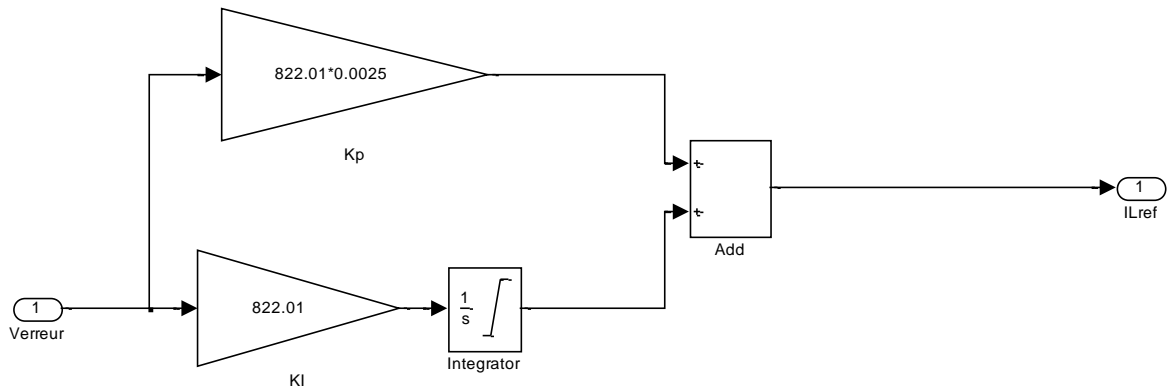 822.01*0.0025
Kp
+
+
Add
1
ILref
1
Verreur
822.01
KI
1
s
Integrator